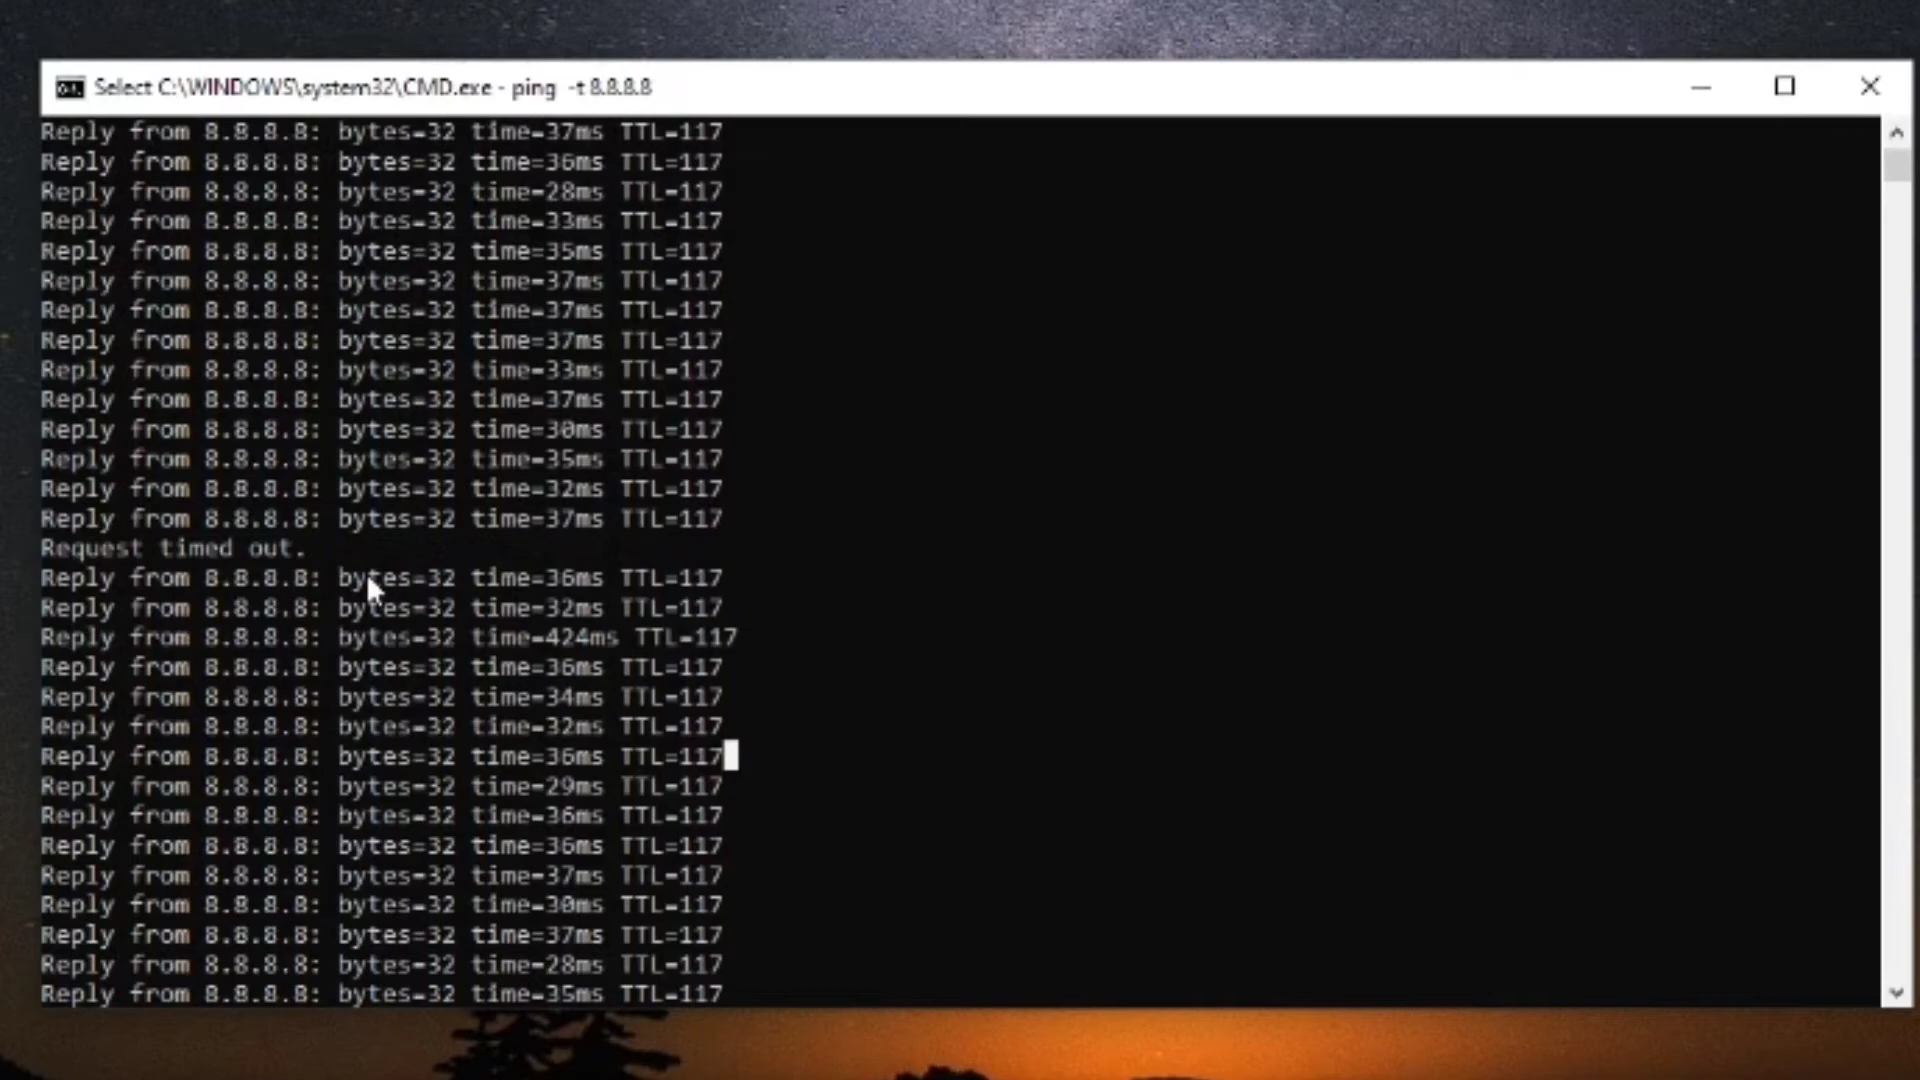 Select C:\WINDOWS\system32\CMD.exe - ping -t 8.8.8.8
Reply from 8.8.8.8: bytes=32 time=37ms TTL=117
Reply from 8.8.8.8: bytes=32 time=36ms TTL=117
Reply from 8.8.8.8: bytes=32 time=28ms TTL=117
Reply from 8.8.8.8: bytes=32 time=33ms TTL=117
Reply from 8.8.8.8: bytes=32 time=35ms TTL=117
Reply from 8.8.8.8: bytes=32 time=37ms TTL=117
Reply from 8.8.8.8: bytes=32 time=37ms TTL=117
Reply from 8.8.8.8: bytes=32 time=37ms TTL=117
Reply from 8.8.8.8: bytes=32 time=33ms TTL=117
Reply from 8.8.8.8: bytes=32 time=37ms TTL=117
Reply from 8.8.8.8: bytes=32 time=30ms TTL=117
Reply from 8.8.8.8: bytes=32 time=35ms TTL=117
Reply from 8.8.8.8: bytes=32 time=32ms TTL=117
Reply from 8.8.8.8: bytes=32 time=37ms TTL=117
Request timed out.
Reply from 8.8.8.8: bytes=32 time=36ms TTL=117
Reply from 8.8.8.8: bytes=32 time=32ms TTL=117
Reply from 8.8.8.8: bytes=32 time=424ms TTL=117
Reply from 8.8.8.8: bytes=32 time=36ms TTL=117
Reply from 8.8.8.8: bytes=32 time=34ms TTL=117
Reply from 8.8.8.8: bytes=32 time=32ms TTL=117
Reply from 8.8.8.8: bytes=32 time=36ms TTL=117
Reply from 8.8.8.8: bytes=32 time=29ms TTL=117
Reply from 8.8.8.8: bytes=32 time=36ms TTL=117
Reply from 8.8.8.8: bytes=32 time=36ms TTL=117
Reply from 8.8.8.8: bytes=32 time=37ms TTL=117
Reply from 8.8.8.8: bytes=32 time=30ms TTL=117
Reply from 8.8.8.8: bytes=32 time=37ms TTL=117
Reply from 8.8.8.8: bytes=32 time=28ms TTL=117
Reply from 8.8.8.8: bytes=32 time=35ms TTL=117